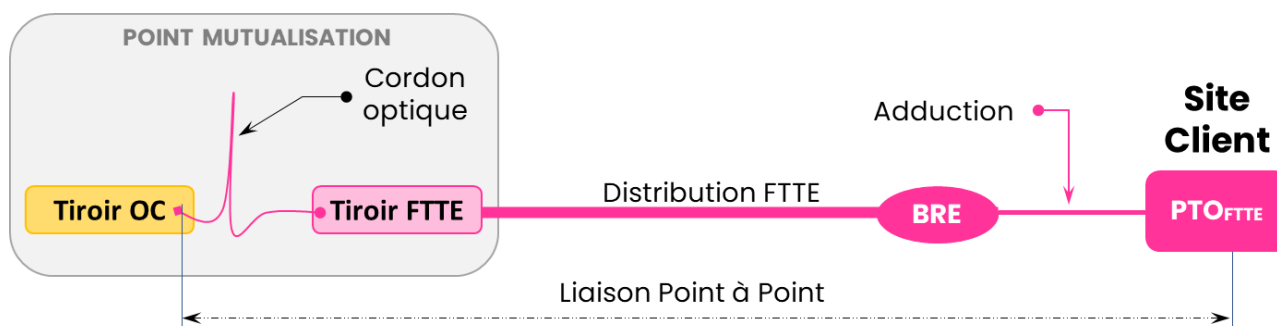 POINT MUTUALISATION
Cordon
optique
Adduction
Site
Client
Tiroir OC
Tiroir FTTE
Distribution FTTE
BRE
PTOFTTE
Liaison Point à Point